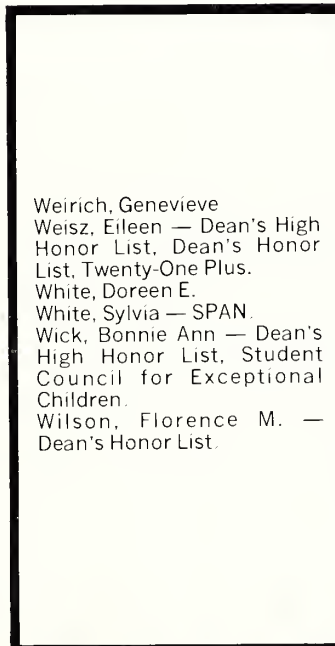 Weirich, Genevieve
Weisz, Eileen — Dean's High
Honor List, Dean's Honor
List, Twenty-One Plus.
White, Doreen E.
White, Sylvia — SPAN.
Wick, Bonnie Ann — Dean's
High Honor List, Student
Council for Exceptional
Children.
Wilson, Florence M. —
Dean's Honor List.